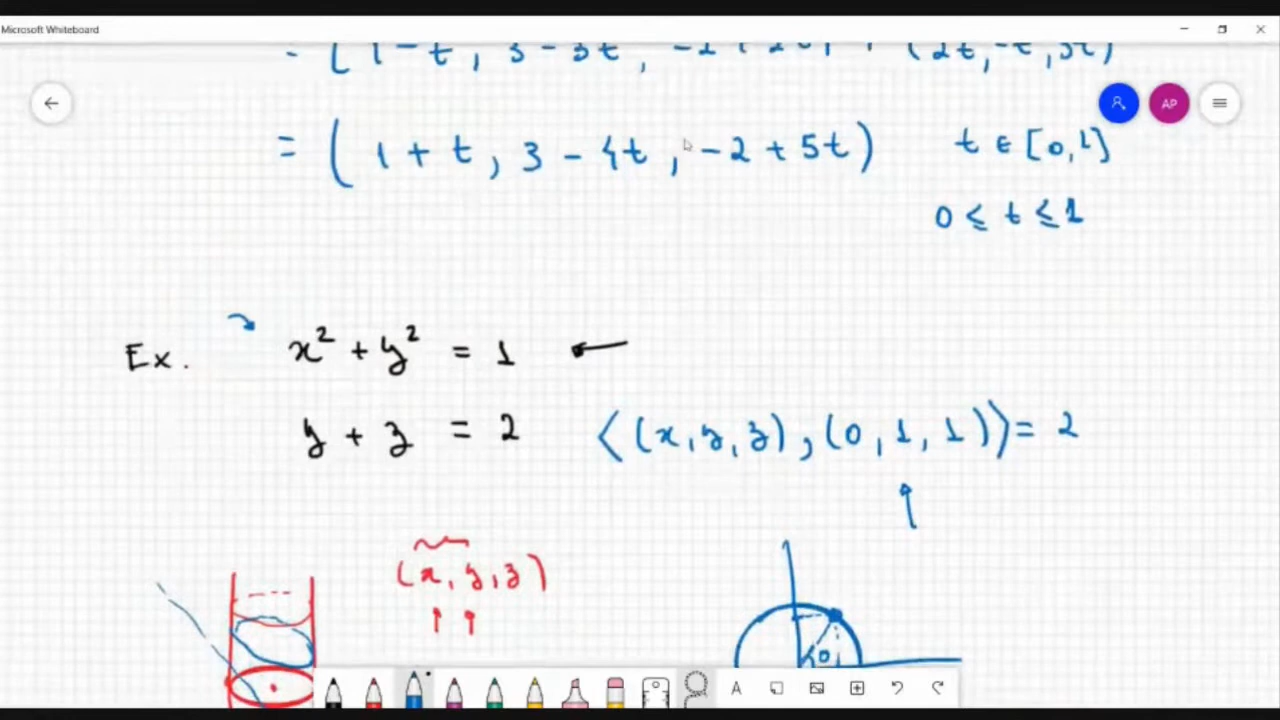 Microsoft Whiteboard
AP
= (1 + t, 3 - 4t, -2 + 5t) t ∈ [0,1]
0 ≤ t ≤ 1
Ex. x² + y² = 1
y + z = 2 ⟨(x,y,z),(0,1,1)⟩ = 2
(x,y,z)
θ
A